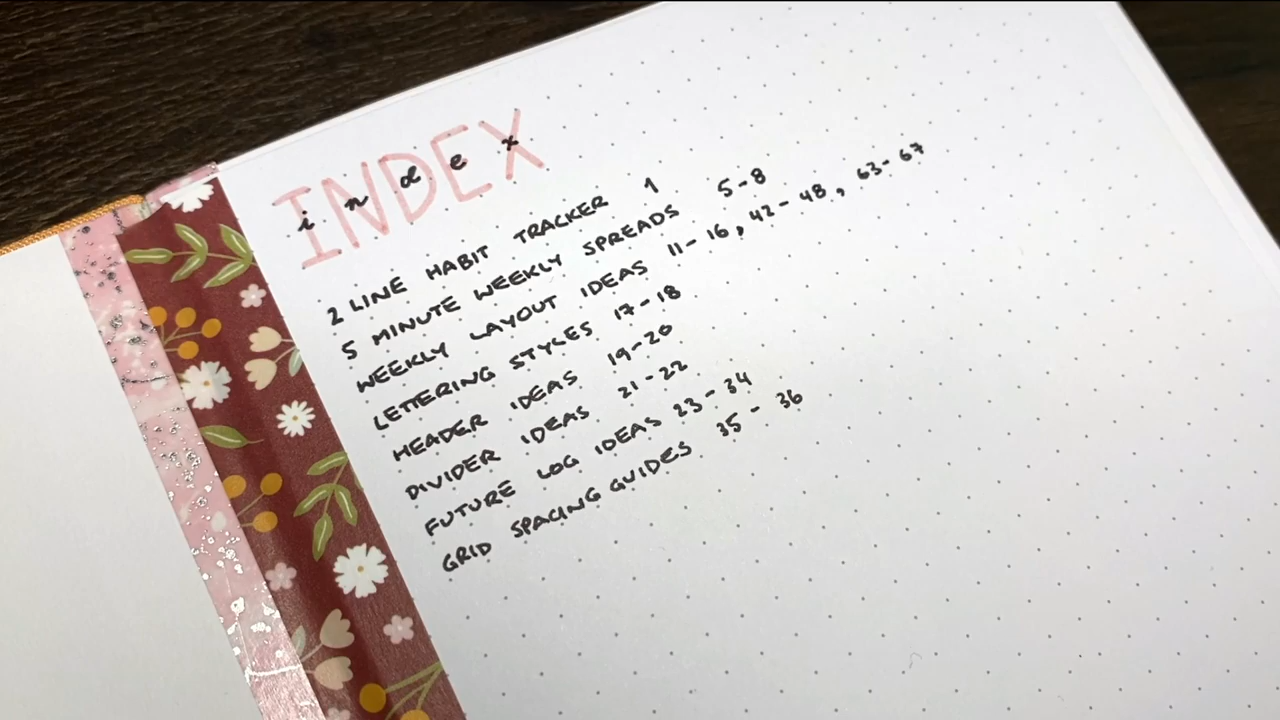 INDEX
index
2 LINE HABIT TRACKER 1
5 MINUTE WEEKLY SPREADS 5-8
WEEKLY LAYOUT IDEAS 11-16, 42-48, 63-67
LETTERING STYLES 17-18
HEADER IDEAS 19-20
DIVIDER IDEAS 21-22
FUTURE LOG IDEAS 23-34
GRID SPACING GUIDES 35-36